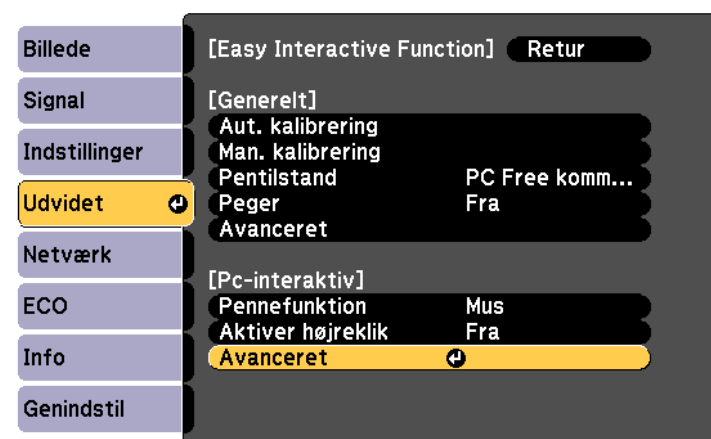 Billede
Signal
Indstillinger
Udvidet
Netværk
ECO
Info
Genindstil
[Easy Interactive Function] Retur
[Generelt]
Aut. kalibrering
Man. kalibrering
Pentilstand PC Free komm...
Peger Fra
Avanceret
[Pc-interaktiv]
Pennefunktion Mus
Aktiver højreklik Fra
Avanceret